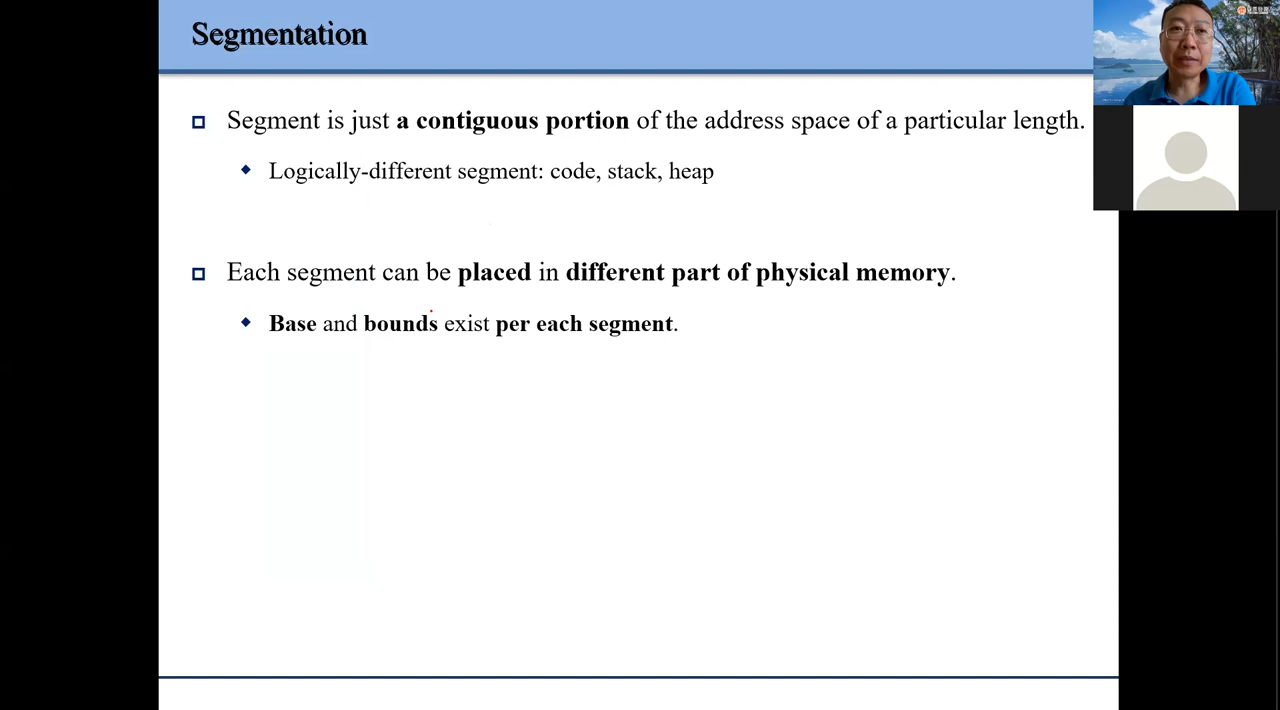 Segmentation
Segment is just a contiguous portion of the address space of a particular length.
Logically-different segment: code, stack, heap
Each segment can be placed in different part of physical memory.
Base and bounds exist per each segment.